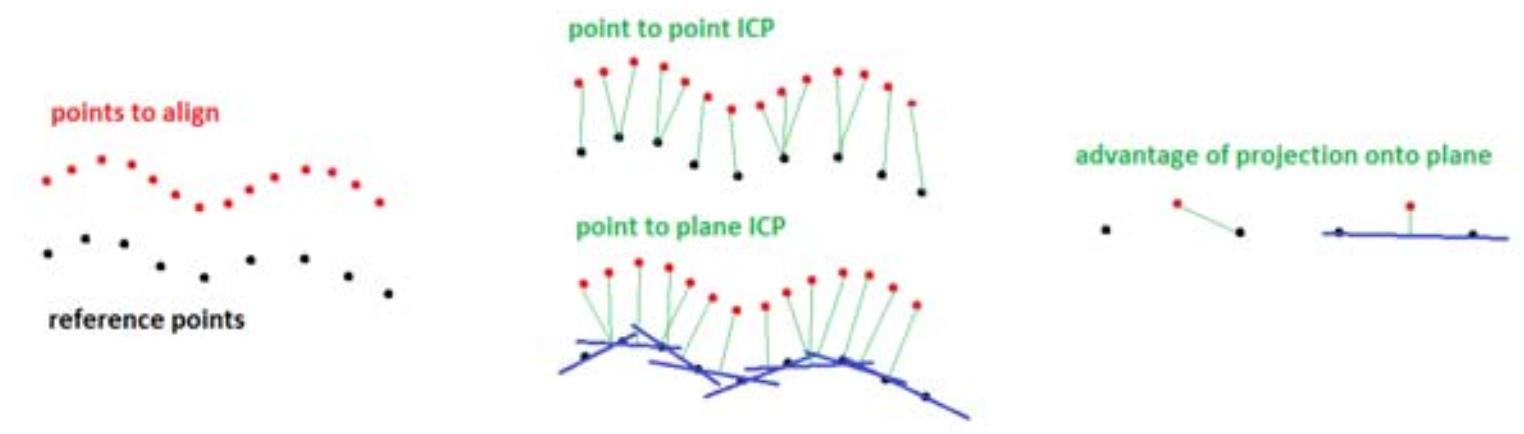 points to align
reference points
point to point ICP
point to plane ICP
advantage of projection onto plane